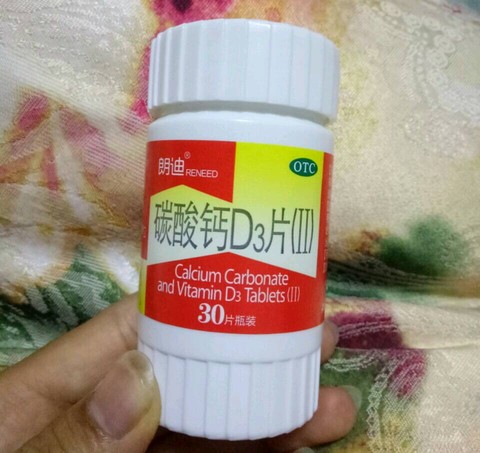 朗迪® RENEED
OTC
碳酸钙D3片(II)
Calcium Carbonate
and Vitamin D3 Tablets(II)
30片瓶装